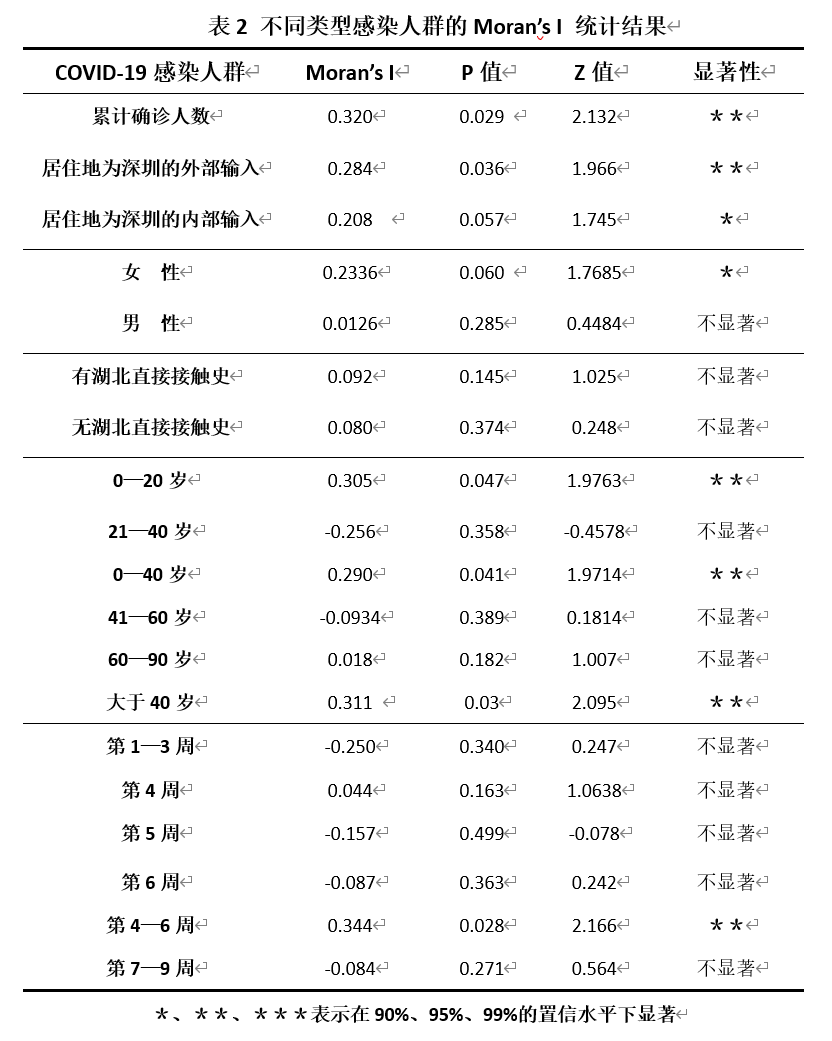 表 2 不同类型感染人群的 Moran’s I 统计结果
COVID-19 感染人群 Moran’s I P 值 Z 值 显著性
累计确诊人数 0.320 0.029 2.132 **
居住地为深圳的外部输入 0.284 0.036 1.966 **
居住地为深圳的内部输入 0.208 0.057 1.745 *
女 性 0.2336 0.060 1.7685 *
男 性 0.0126 0.285 0.4484 不显著
有湖北直接接触史 0.092 0.145 1.025 不显著
无湖北直接接触史 0.080 0.374 0.248 不显著
0—20 岁 0.305 0.047 1.9763 **
21—40 岁 -0.256 0.358 -0.4578 不显著
0—40 岁 0.290 0.041 1.9714 **
41—60 岁 -0.0934 0.389 0.1814 不显著
60—90 岁 0.018 0.182 1.007 不显著
大于 40 岁 0.311 0.03 2.095 **
第 1—3 周 -0.250 0.340 0.247 不显著
第 4 周 0.044 0.163 1.0638 不显著
第 5 周 -0.157 0.499 -0.078 不显著
第 6 周 -0.087 0.363 0.242 不显著
第 4—6 周 0.344 0.028 2.166 **
第 7—9 周 -0.084 0.271 0.564 不显著
*、**、***表示在 90%、95%、99%的置信水平下显著